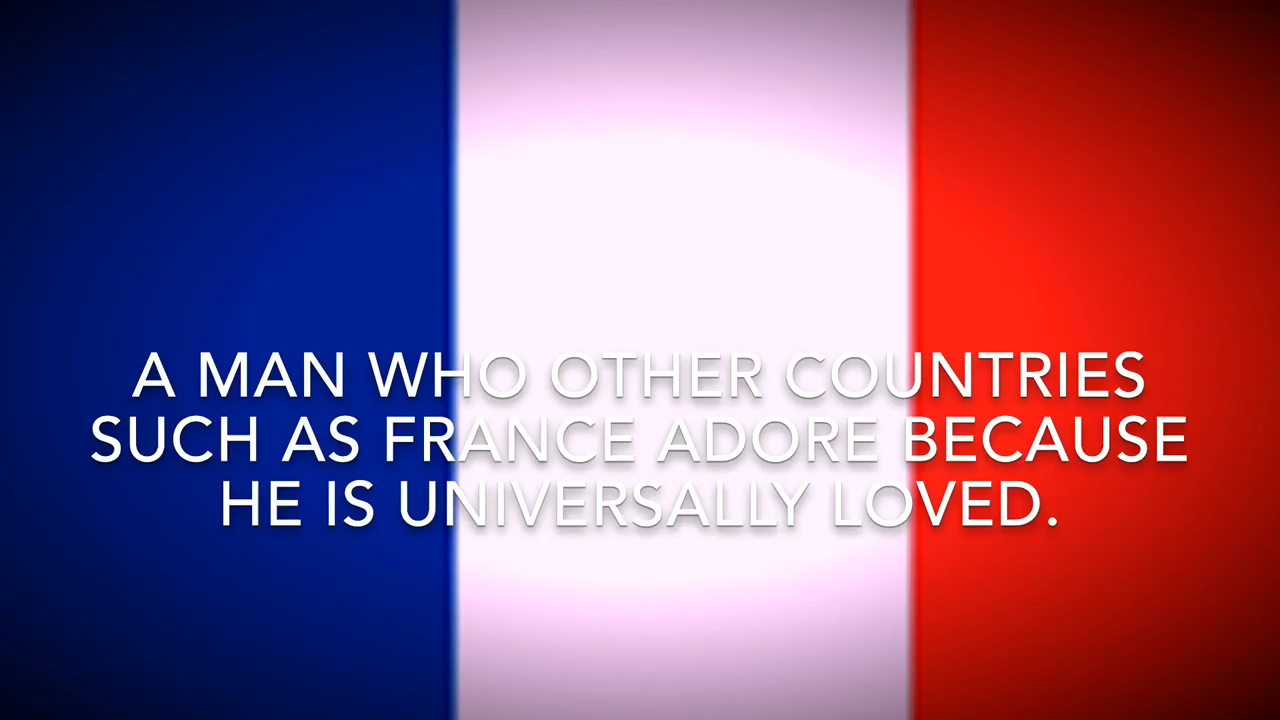 A MAN WHO OTHER COUNTRIES
SUCH AS FRANCE ADORE BECAUSE
HE IS UNIVERSALLY LOVED.